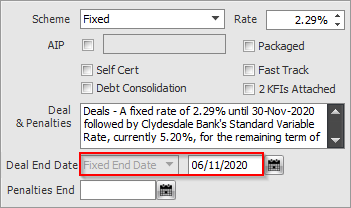 Scheme Fixed Rate 2.29%
AIP Packaged
Self Cert Fast Track
Debt Consolidation 2 KFIs Attached
Deal & Penalties
Deals - A fixed rate of 2.29% until 30-Nov-2020
followed by Clydesdale Bank's Standard Variable
Rate, currently 5.20%, for the remaining term of
Deal End Date Fixed End Date 06/11/2020
Penalties End